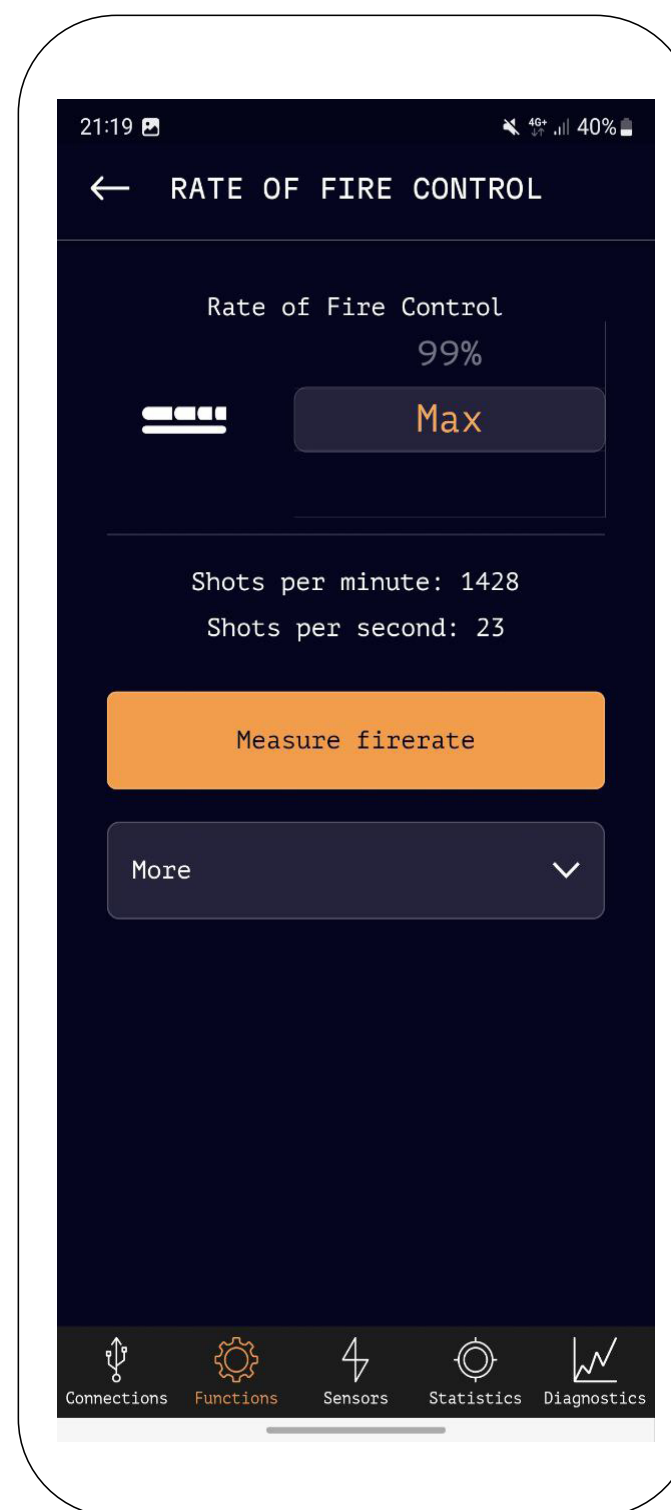 21:19 4G+ 40%
RATE OF FIRE CONTROL
Rate of Fire Control
99%
Max
Shots per minute: 1428
Shots per second: 23
Measure firerate
More
Connections Functions Sensors Statistics Diagnostics